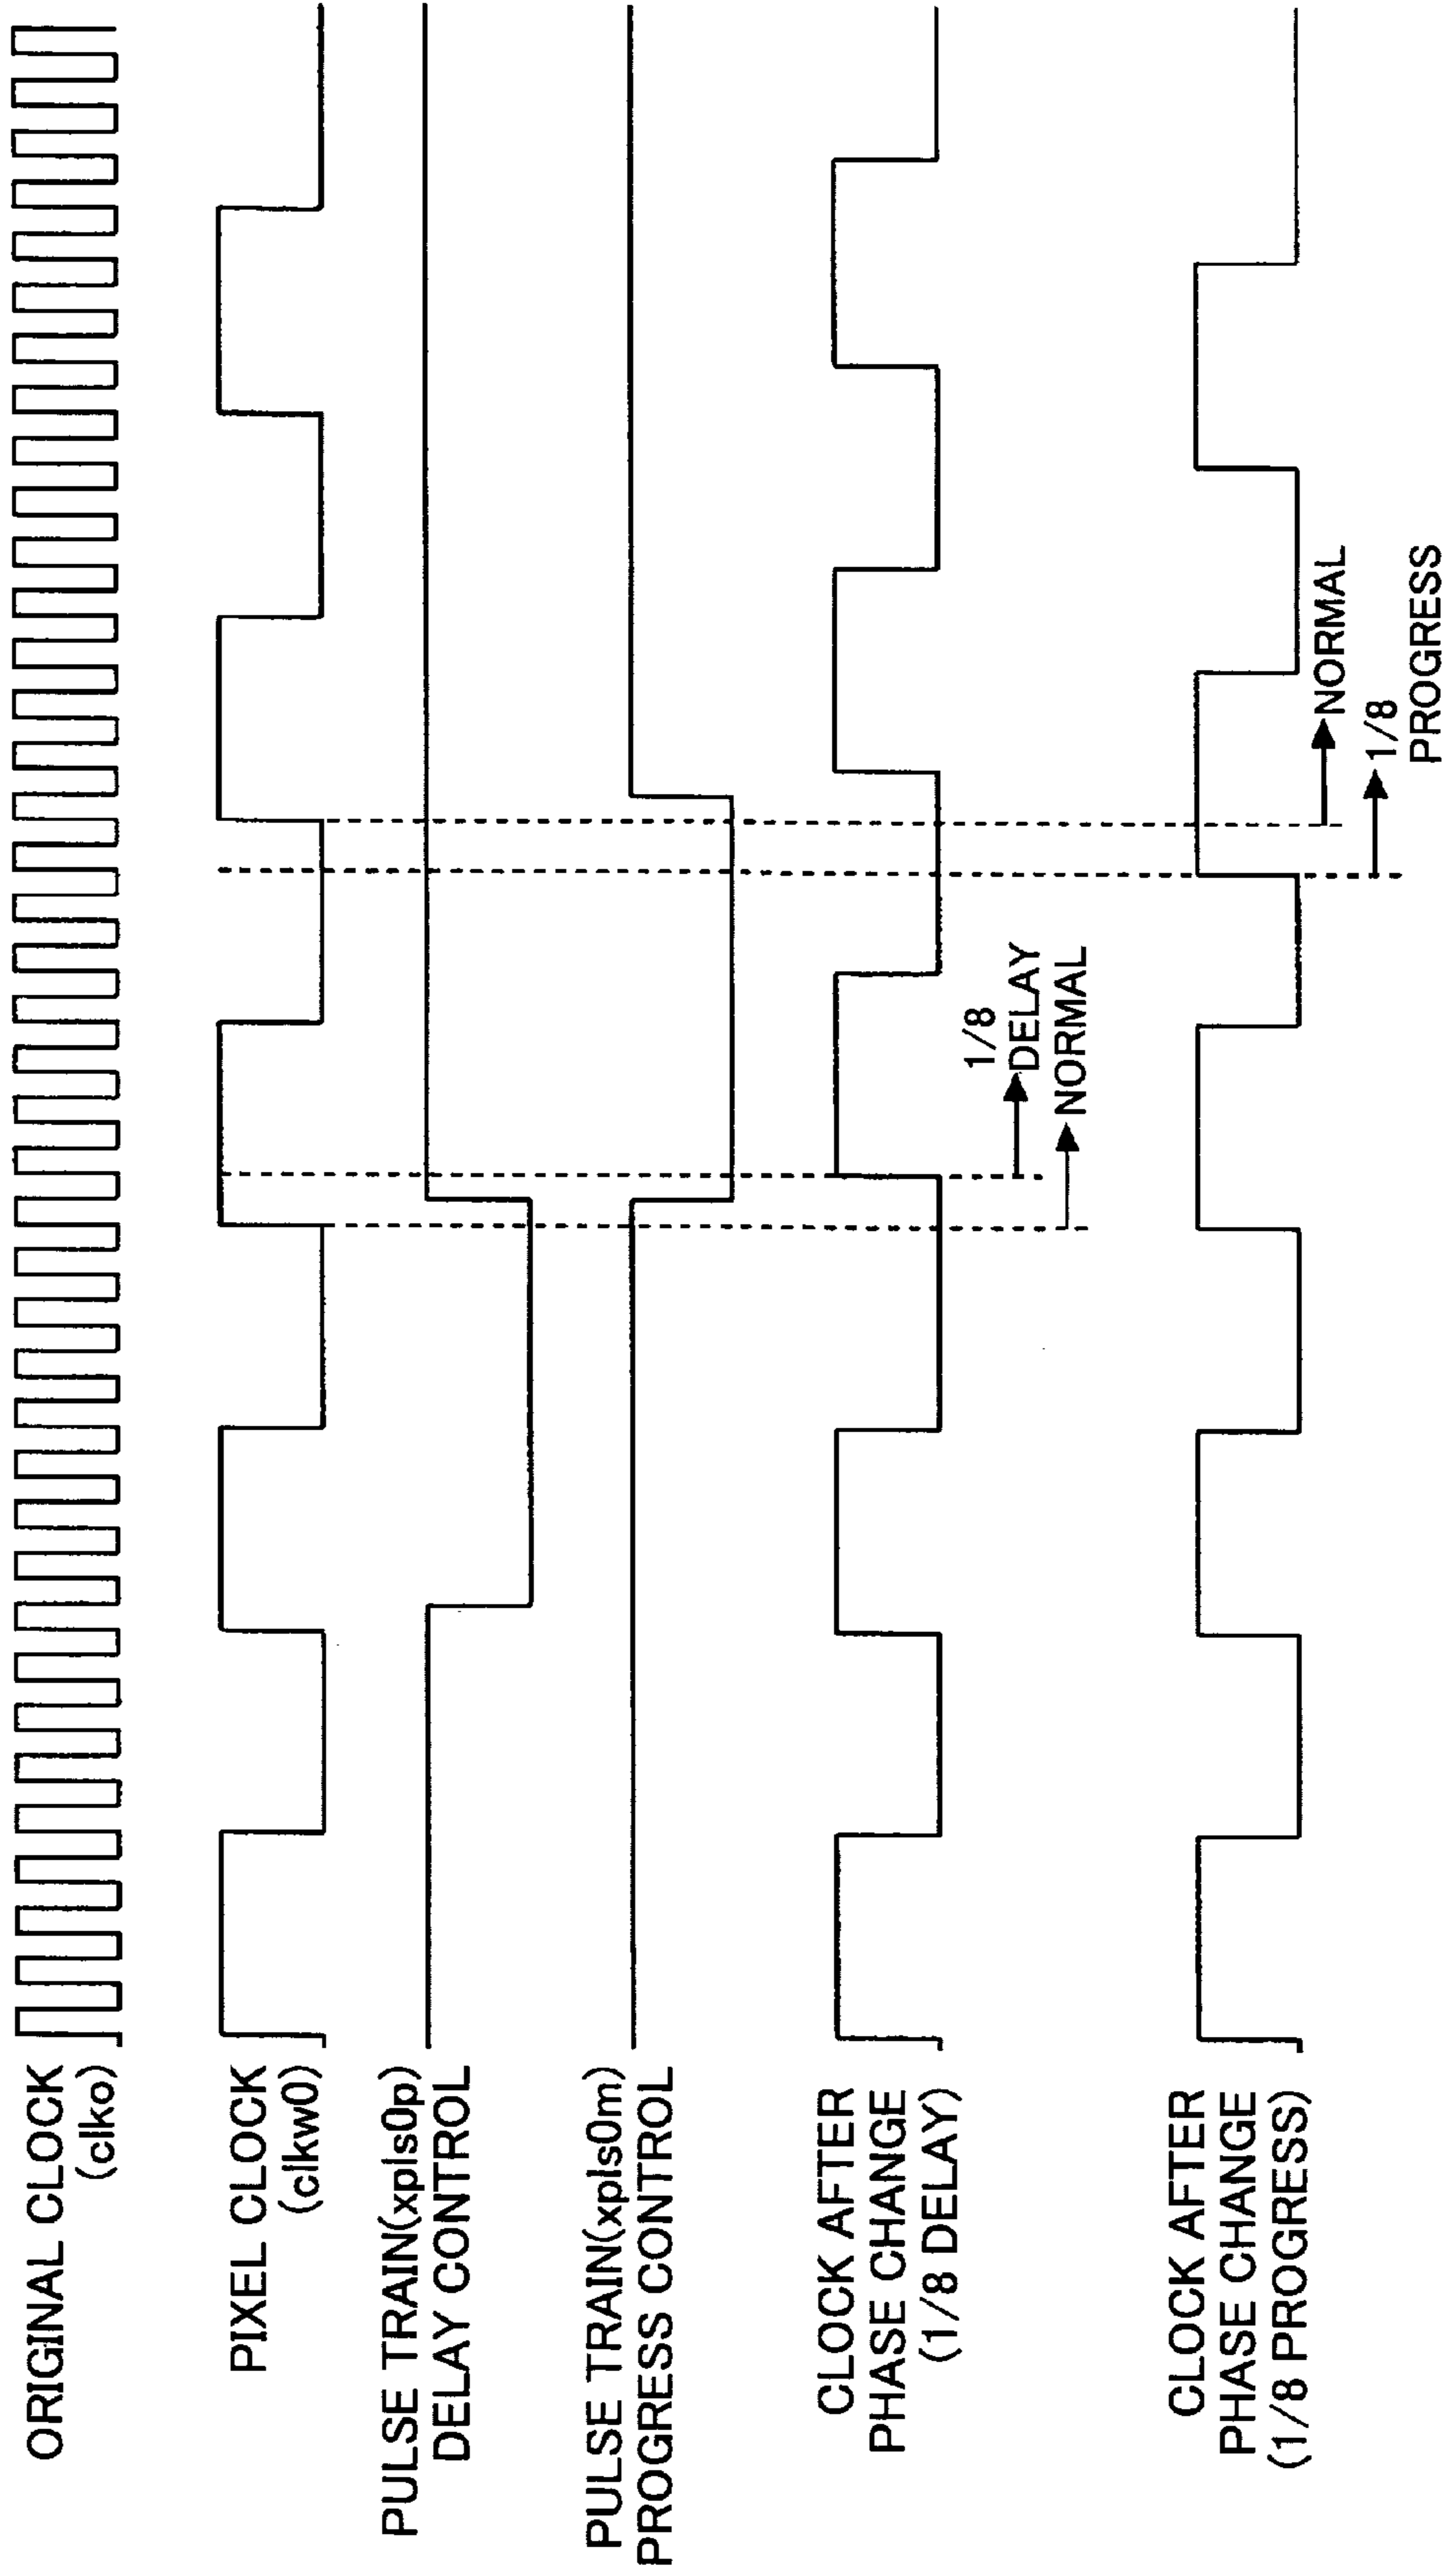 ORIGINAL CLOCK
(clko)
PIXEL CLOCK
(clkw0)
PULSE TRAIN(xpls0p)
DELAY CONTROL
PULSE TRAIN(xpls0m)
PROGRESS CONTROL
CLOCK AFTER
PHASE CHANGE
(1/8 DELAY)
1/8
DELAY
NORMAL
CLOCK AFTER
PHASE CHANGE
(1/8 PROGRESS)
NORMAL
1/8
PROGRESS